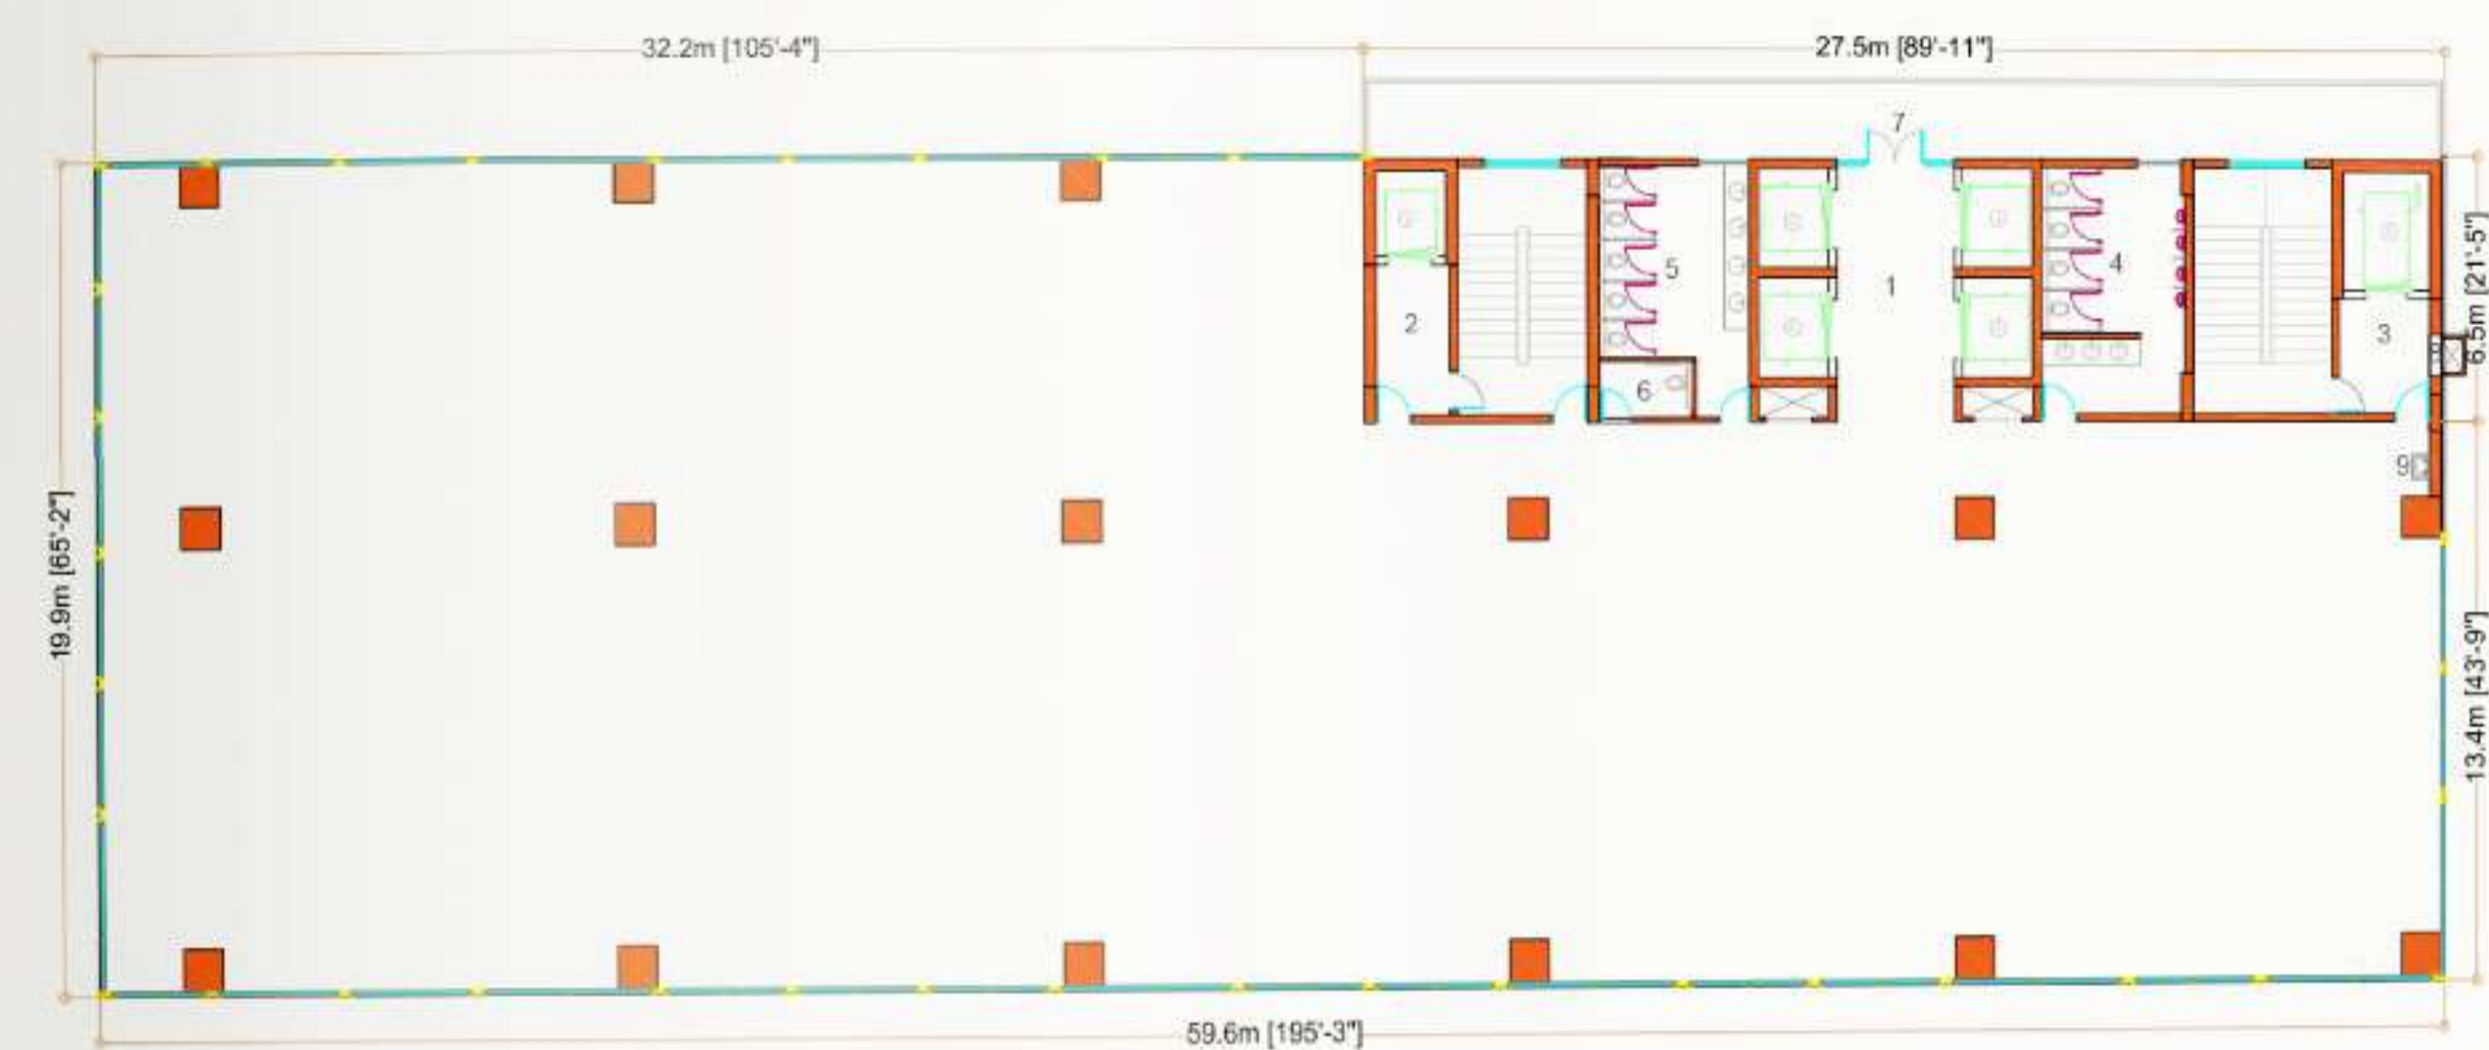 32.2m [105'-4"]
27.5m [89'-11"]
7
5
1
4
2
3
6
9
19.9m [65'-2"]
6.5m [21'-5"]
13.4m [43'-9"]
59.6m [195'-3"]